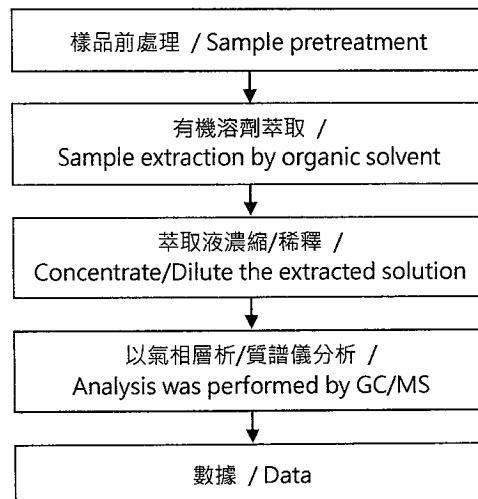 樣品前處理 / Sample pretreatment
有機溶劑萃取 /
Sample extraction by organic solvent
萃取液濃縮/稀釋 /
Concentrate/Dilute the extracted solution
以氣相層析/質譜儀分析 /
Analysis was performed by GC/MS
數據 / Data